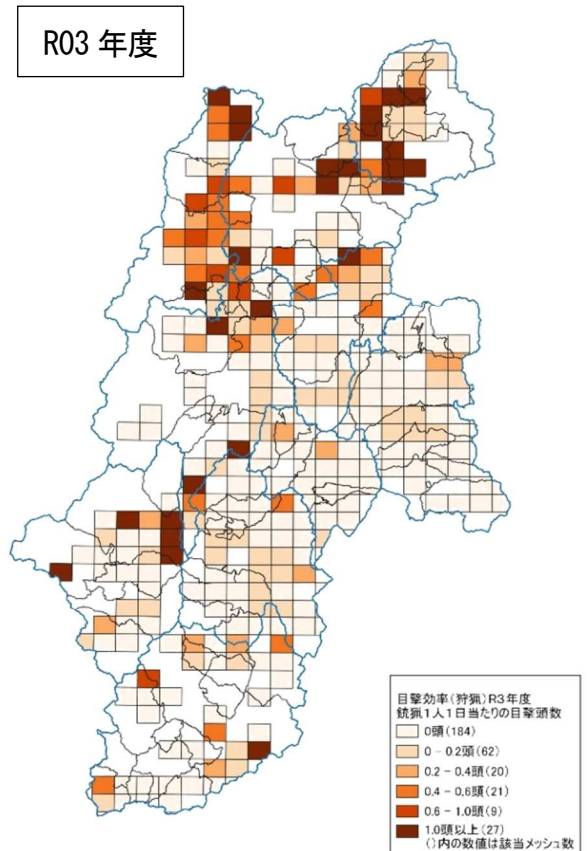 R03 年度
目撃効率(狩猟)R3年度
銃猟1人1日当たりの目撃頭数
0頭(184)
0 - 0.2頭(62)
0.2 - 0.4頭(20)
0.4 - 0.6頭(21)
0.6 - 1.0頭(9)
1.0頭以上(27)
()内の数値は該当メッシュ数